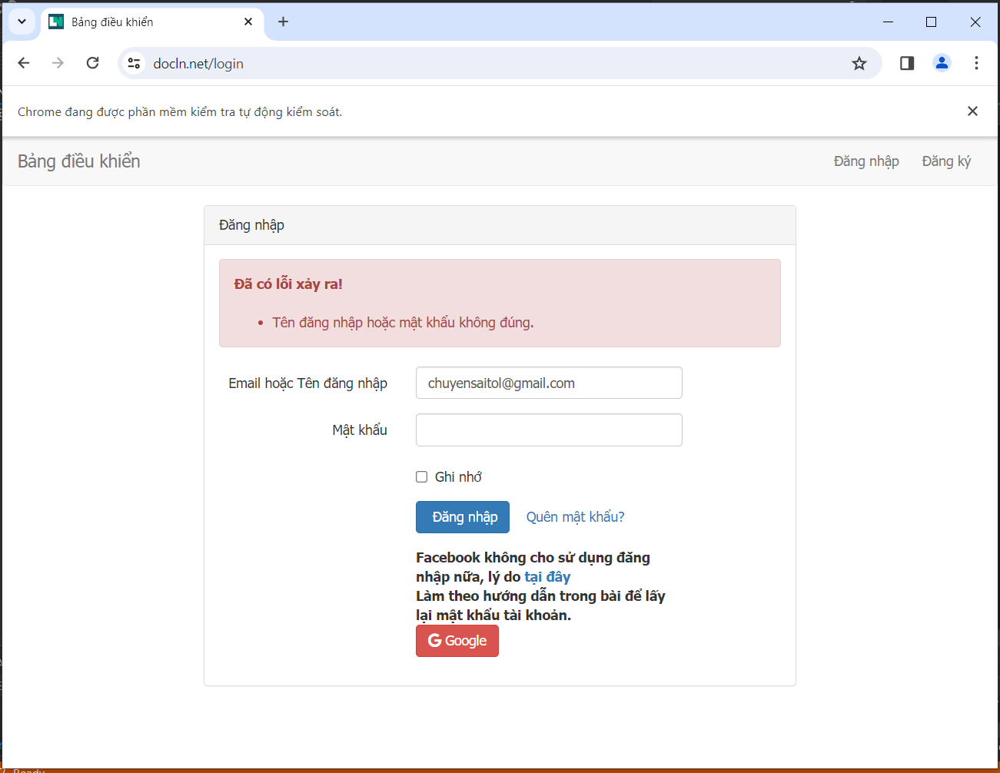 Bảng điều khiển
docln.net/login
Chrome đang được phần mềm kiểm tra tự động kiểm soát.
Bảng điều khiển
Đăng nhập
Đăng ký
Đăng nhập
Đã có lỗi xảy ra!
• Tên đăng nhập hoặc mật khẩu không đúng.
Email hoặc Tên đăng nhập
chuyensaitol@gmail.com
Mật khẩu
Ghi nhớ
Đăng nhập
Quên mật khẩu?
Facebook không cho sử dụng đăng
nhập nữa, lý do tại đây
Làm theo hướng dẫn trong bài để lấy
lại mật khẩu tài khoản.
Google
Ready